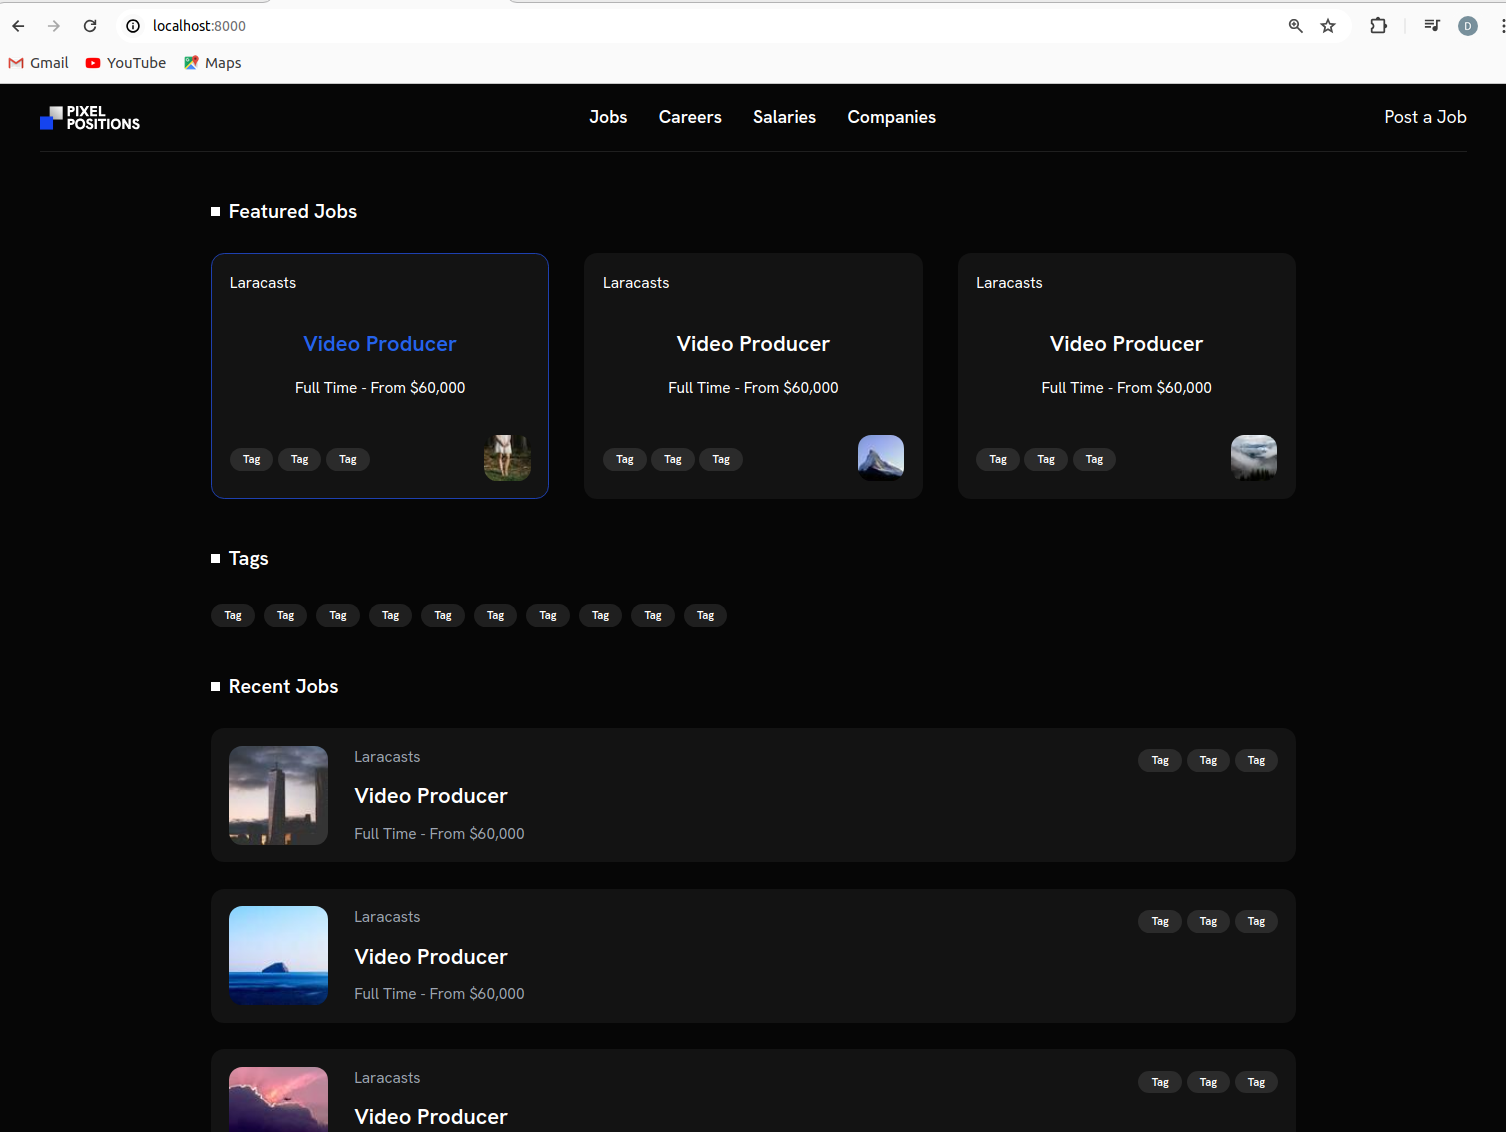 localhost:8000
D
Gmail YouTube Maps
PIXEL
POSITIONS
Jobs Careers Salaries Companies
Post a Job
Featured Jobs
Laracasts
Video Producer
Full Time - From $60,000
Tag Tag Tag
Laracasts
Video Producer
Full Time - From $60,000
Tag Tag Tag
Laracasts
Video Producer
Full Time - From $60,000
Tag Tag Tag
Tags
Tag Tag Tag Tag Tag Tag Tag Tag Tag Tag
Recent Jobs
Laracasts
Video Producer
Full Time - From $60,000
Tag Tag Tag
Laracasts
Video Producer
Full Time - From $60,000
Tag Tag Tag
Laracasts
Video Producer
Tag Tag Tag